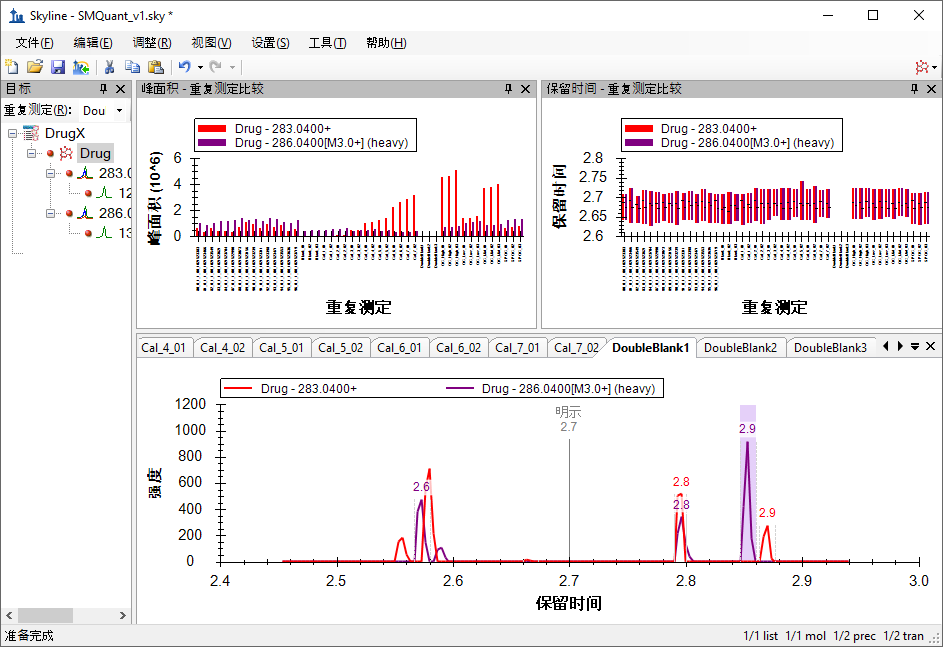 Skyline - SMQuant_v1.sky *
文件(F) 编辑(E) 调整(R) 视图(V) 设置(S) 工具(T) 帮助(H)
目标
重复测定(R): Dou
DrugX
Drug
283.0
12
286.0
13
峰面积 - 重复测定比较
Drug - 283.0400+
Drug - 286.0400[M3.0+] (heavy)
峰面积 (10^6)
6
4
2
0
重复测定
保留时间 - 重复测定比较
Drug - 283.0400+
Drug - 286.0400[M3.0+] (heavy)
保留时间
2.8
2.75
2.7
2.65
2.6
重复测定
Cal_4_01 Cal_4_02 Cal_5_01 Cal_5_02 Cal_6_01 Cal_6_02 Cal_7_01 Cal_7_02 DoubleBlank1 DoubleBlank2 DoubleBlank3
Drug - 283.0400+ Drug - 286.0400[M3.0+] (heavy)
强度
1200
1000
800
600
400
200
0
明示
2.7
2.6
2.8
2.8
2.9
2.9
2.4 2.5 2.6 2.7 2.8 2.9 3.0
保留时间
准备完成 1/1 list 1/1 mol 1/2 prec 1/2 tran